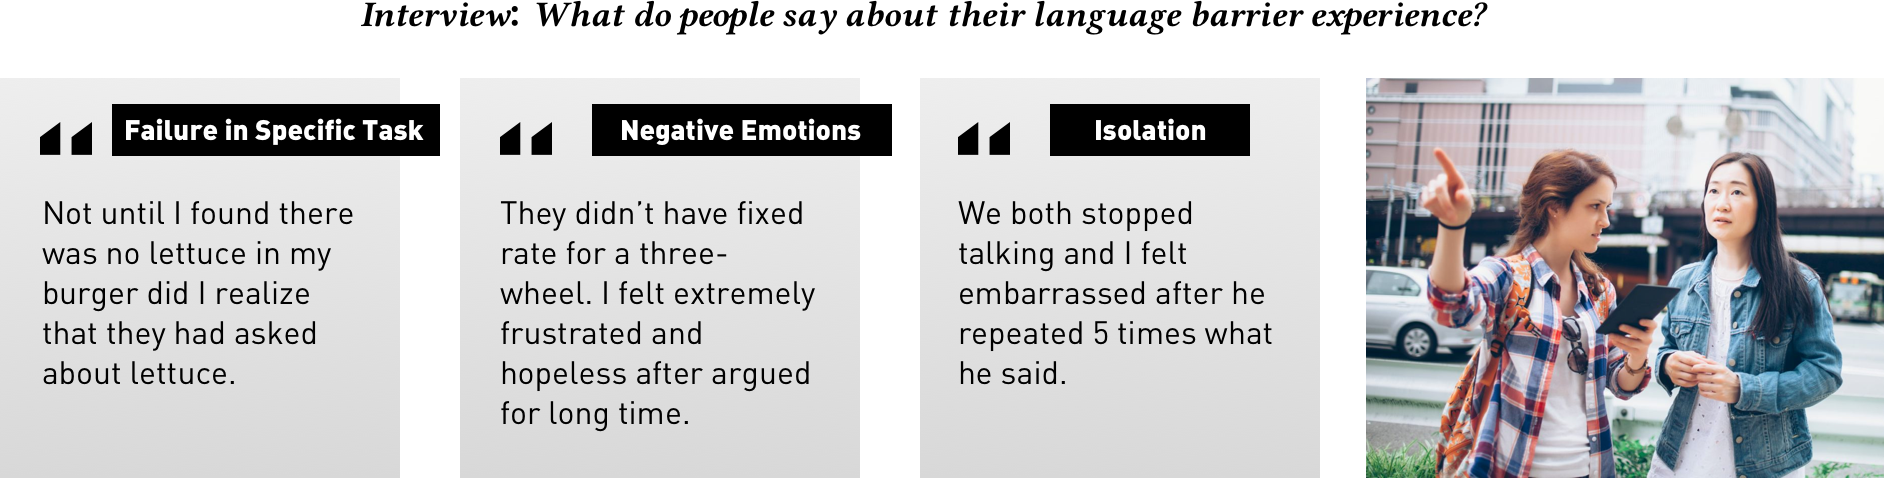 Interview: What do people say about their language barrier experience?
Failure in Specific Task
Not until I found there
was no lettuce in my
burger did I realize
that they had asked
about lettuce.
Negative Emotions
They didn't have fixed
rate for a three-
wheel. I felt extremely
frustrated and
hopeless after argued
for long time.
Isolation
We both stopped
talking and I felt
embarrassed after he
repeated 5 times what
he said.